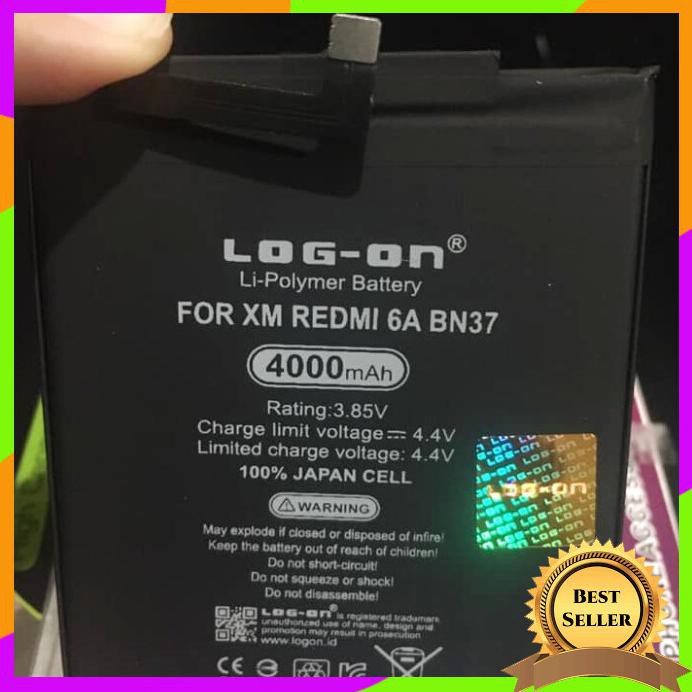 LOG-On®
Li-Polymer Battery
FOR XM REDMI 6A BN37
4000mAh
Rating:3.85V
Charge limit voltage⎓ 4.4V
Limited charge voltage: 4.4V
100% JAPAN CELL
LOG-On
⚠WARNING
May explode if closed or disposed of infire!
Keep the battery out of reach of children!
Do not short-circuit!
Do not squeeze or shock!
Do not disassemble!
LOG-On® is registered trademark
unauthorized use of name, design and
promotion may result in prosecution
www.logon.id
CE
BEST
SELLER